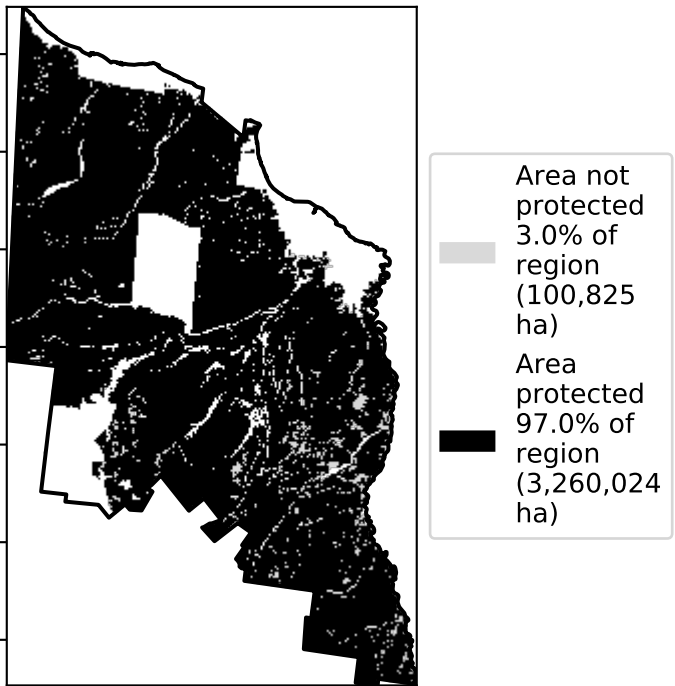 Area not
protected
3.0% of
region
(100,825
ha)
Area
protected
97.0% of
region
(3,260,024
ha)